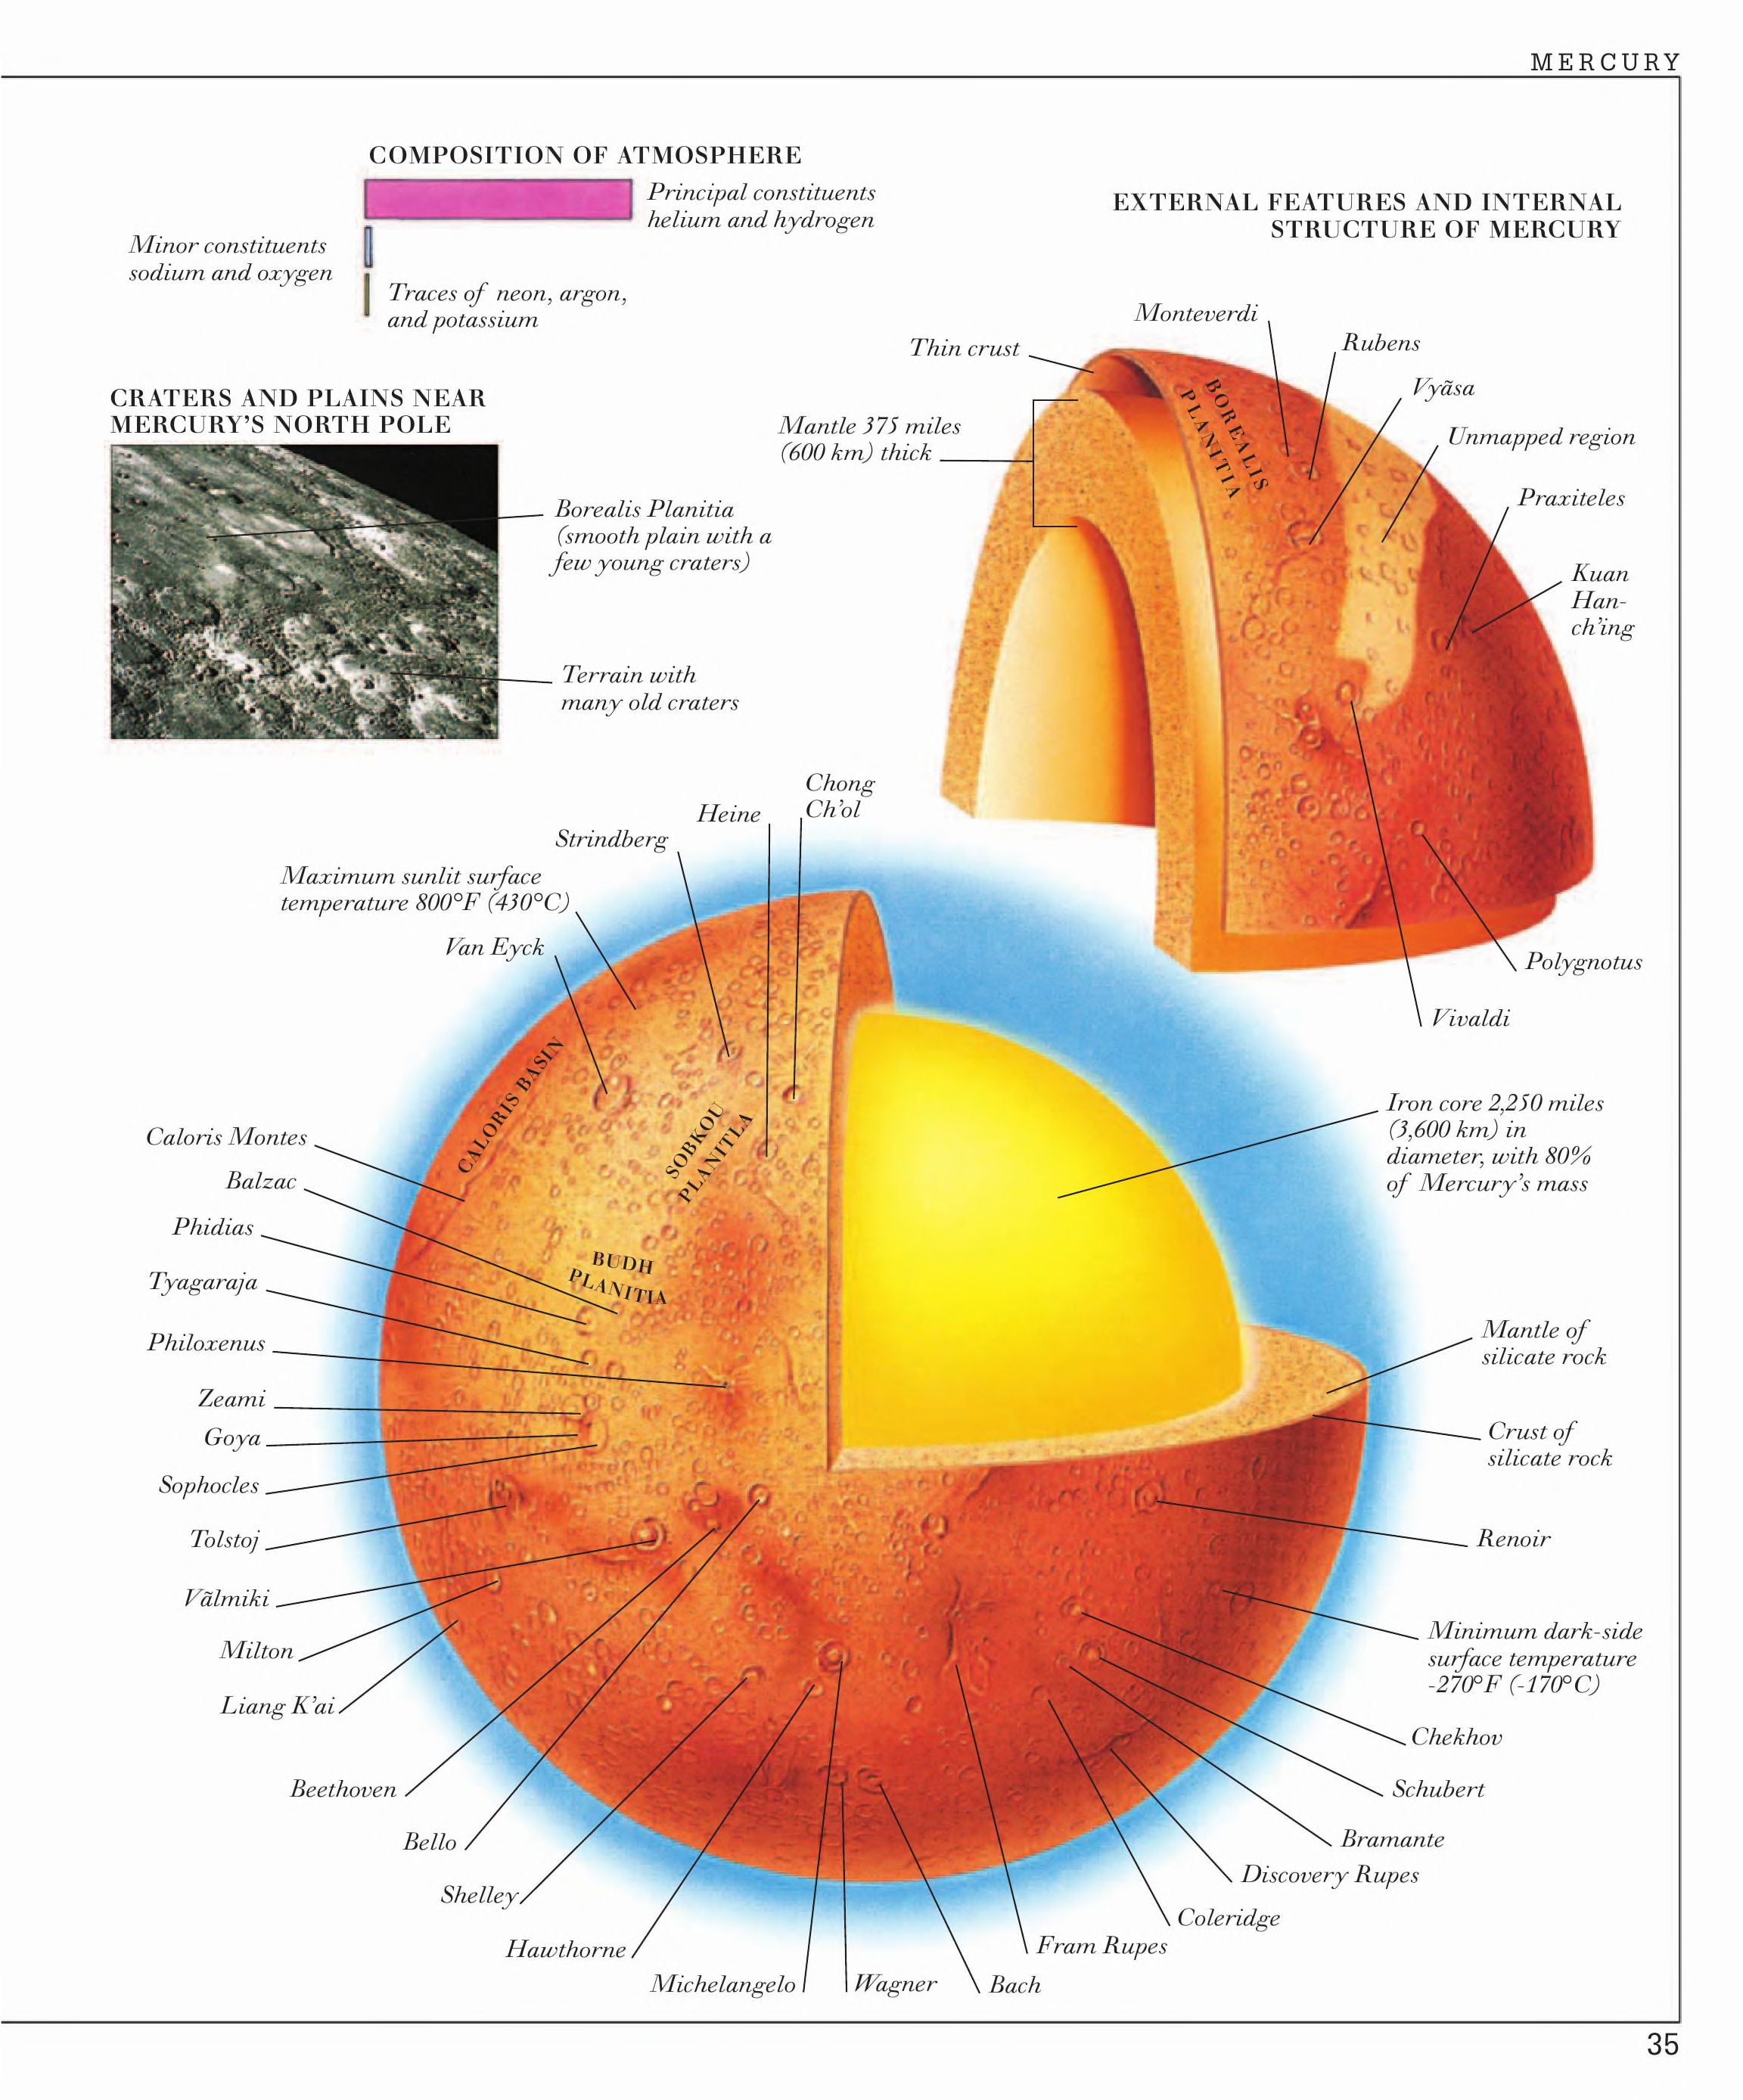 MERCURY
COMPOSITION OF ATMOSPHERE
Principal constituents
helium and hydrogen
Minor constituents
sodium and oxygen
Traces of neon, argon,
and potassium
EXTERNAL FEATURES AND INTERNAL
STRUCTURE OF MERCURY
CRATERS AND PLAINS NEAR
MERCURY'S NORTH POLE
Borealis Planitia
(smooth plain with a
few young craters)
Terrain with
many old craters
Monteverdi
Rubens
Thin crust
Vyãsa
Mantle 375 miles
(600 km) thick
BOREALIS
PLANITIA
Unmapped region
Praxiteles
Kuan
Han-
ch'ing
Polygnotus
Vivaldi
Chong
Ch'ol
Heine
Strindberg
Maximum sunlit surface
temperature 800°F (430°C)
Van Eyck
CALORIS BASIN
SOBKOU
PLANITLA
BUDH
PLANITIA
Caloris Montes
Balzac
Phidias
Tyagaraja
Philoxenus
Zeami
Goya
Sophocles
Tolstoj
Vãlmiki
Milton
Liang K'ai
Beethoven
Bello
Shelley
Hawthorne
Michelangelo
Wagner
Bach
Fram Rupes
Coleridge
Discovery Rupes
Bramante
Schubert
Chekhov
Minimum dark-side
surface temperature
-270°F (-170°C)
Renoir
Crust of
silicate rock
Mantle of
silicate rock
Iron core 2,250 miles
(3,600 km) in
diameter, with 80%
of Mercury's mass
35